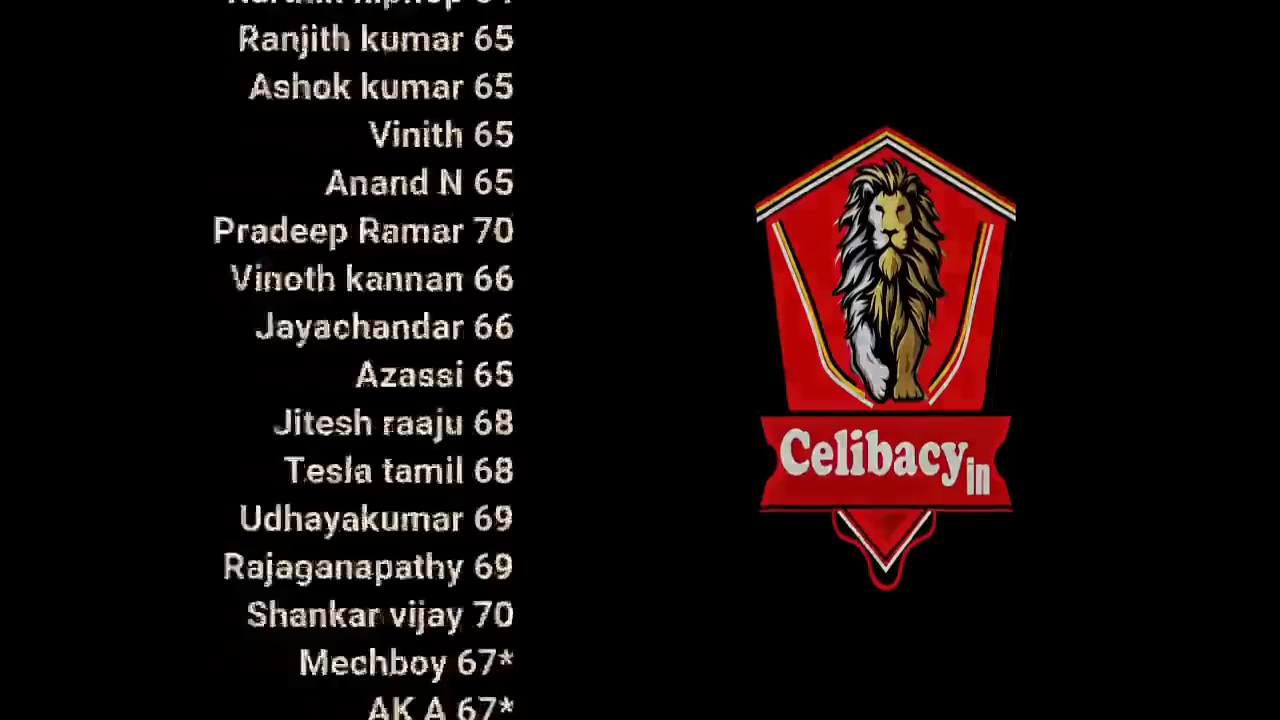 Ranjith kumar 65
Ashok kumar 65
Vinith 65
Anand N 65
Pradeep Ramar 70
Vinoth kannan 66
Jayachandar 66
Azassi 65
Jitesh raaju 68
Tesla tamil 68
Udhayakumar 69
Rajaganapathy 69
Shankar vijay 70
Mechboy 67*
AK A 67*
Celibacy in